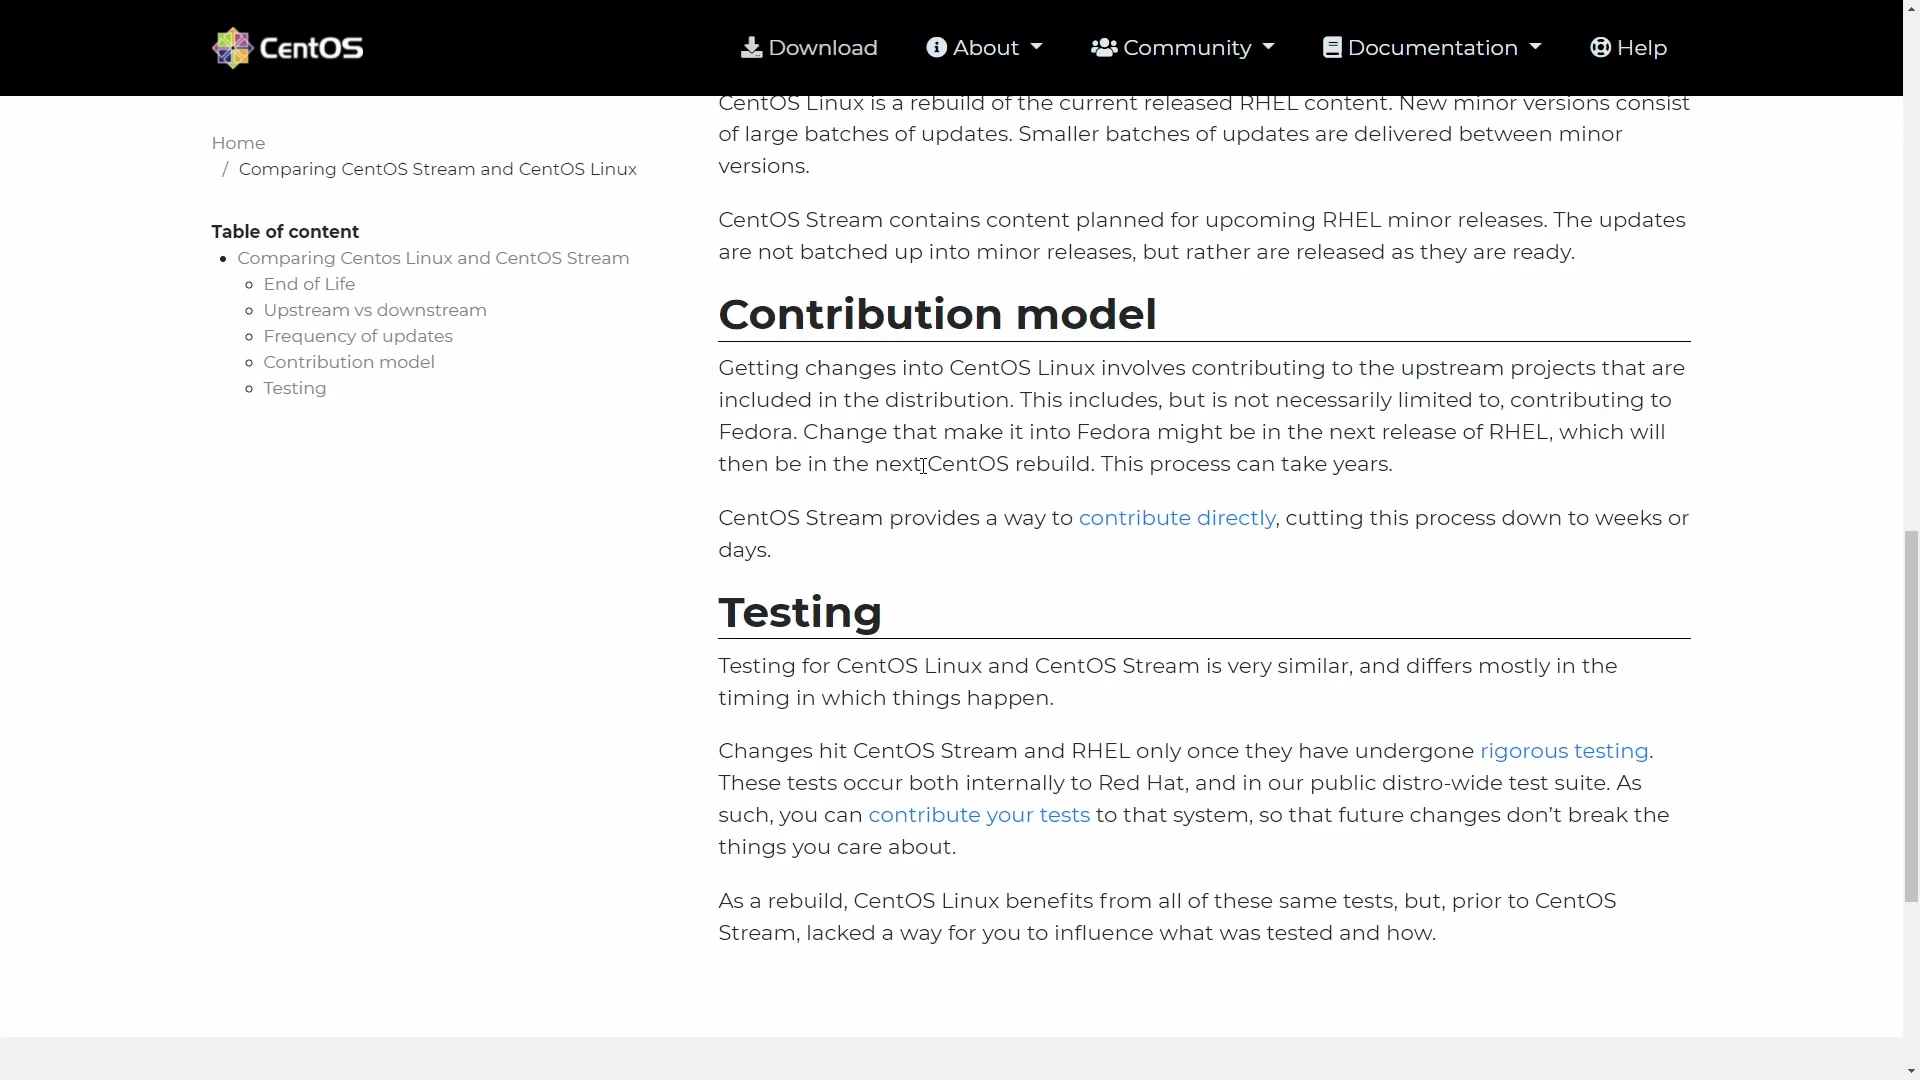 CentOS
Download
About
Community
Documentation
Help
Home
/ Comparing CentOS Stream and CentOS Linux
Table of content
Comparing Centos Linux and CentOS Stream
End of Life
Upstream vs downstream
Frequency of updates
Contribution model
Testing
CentOS Linux is a rebuild of the current released RHEL content. New minor versions consist
of large batches of updates. Smaller batches of updates are delivered between minor
versions.
CentOS Stream contains content planned for upcoming RHEL minor releases. The updates
are not batched up into minor releases, but rather are released as they are ready.
Contribution model
Getting changes into CentOS Linux involves contributing to the upstream projects that are
included in the distribution. This includes, but is not necessarily limited to, contributing to
Fedora. Change that make it into Fedora might be in the next release of RHEL, which will
then be in the next CentOS rebuild. This process can take years.
CentOS Stream provides a way to contribute directly, cutting this process down to weeks or
days.
Testing
Testing for CentOS Linux and CentOS Stream is very similar, and differs mostly in the
timing in which things happen.
Changes hit CentOS Stream and RHEL only once they have undergone rigorous testing.
These tests occur both internally to Red Hat, and in our public distro-wide test suite. As
such, you can contribute your tests to that system, so that future changes don’t break the
things you care about.
As a rebuild, CentOS Linux benefits from all of these same tests, but, prior to CentOS
Stream, lacked a way for you to influence what was tested and how.